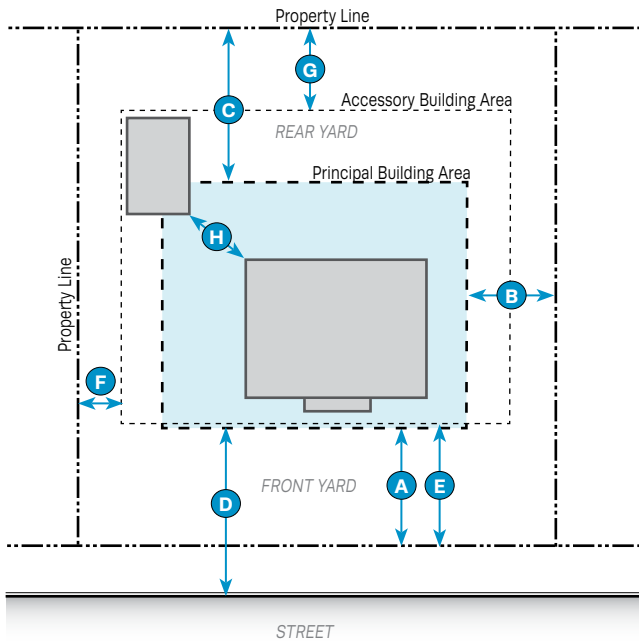 Property Line
G
C
Accessory Building Area
REAR YARD
Principal Building Area
H
Property Line
B
F
FRONT YARD
A
E
D
STREET